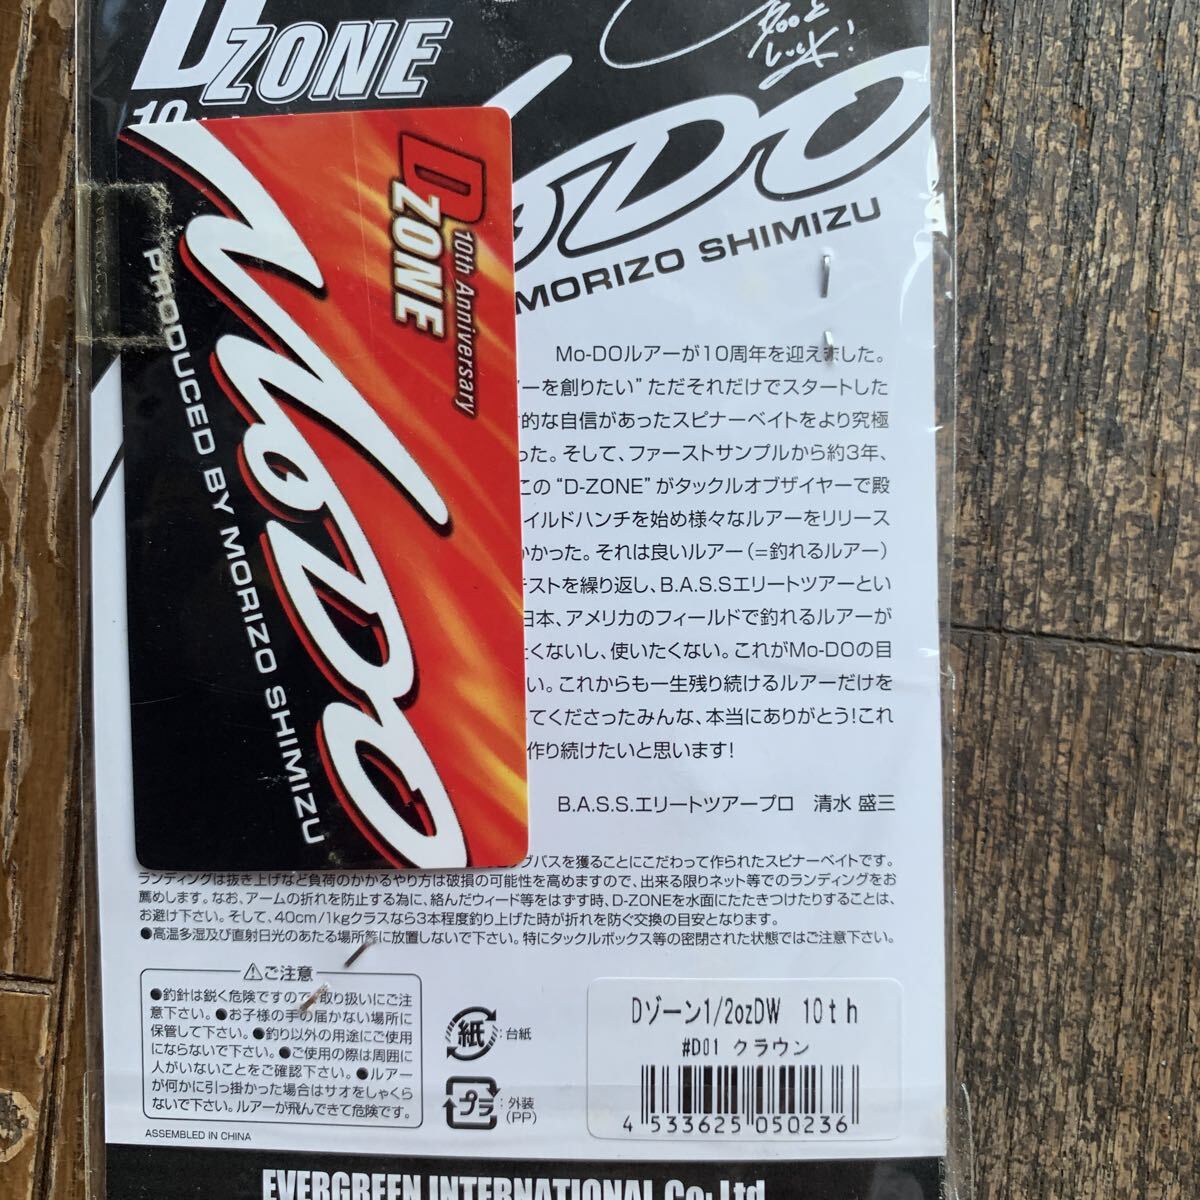 D ZONE
Luck!
MoDO
MORIZO SHIMIZU
D ZONE
10th Anniversary
MoDO
PRODUCED BY MORIZO SHIMIZU
Mo-DOルアーが10周年を迎えました。
ーを創りたい”ただそれだけでスタートした
的な自信があったスピナーベイトをより究極
った。そして、ファーストサンプルから約3年、
この“D-ZONE”がタックルオブザイヤーで殿
イルドハンチを始め様々なルアーをリリース
かかった。それは良いルアー(=釣れるルアー)
テストを繰り返し、B.A.S.Sエリートツアーとい
日本、アメリカのフィールドで釣れるルアーが
たくないし、使いたくない。これがMo-DOの目
い。これからも一生残り続けるルアーだけを
てくださったみんな、本当にありがとう!これ
作り続けたいと思います!
B.A.S.S.エリートツアープロ 清水 盛三
グバスを獲ることにこだわって作られたスピナーベイトです。
ランディングは抜き上げなど負荷のかかるやり方は破損の可能性を高めますので、出来る限りネット等でのランディングをお
薦めします。なお、アームの折れを防止する為に、絡んだウィード等をはずす時、D-ZONEを水面にたたきつけたりすることは、
お避け下さい。そして、40cm/1kgクラスなら3本程度釣り上げた時が折れを防ぐ交換の目安となります。
●高温多湿及び直射日光のあたる場所等に放置しないで下さい。特にタックルボックス等の密閉された状態ではご注意下さい。
⚠ご注意
●釣針は鋭く危険ですので、取り扱いにご注
意下さい。●お子様の手の届かない場所に
保管して下さい。●釣り以外の用途にご使用
にならないで下さい。●ご使用の際は周囲に
人がいないことをご確認下さい。●ルアー
が何かに引っ掛かった場合はサオをしゃくら
ないで下さい。ルアーが飛んできて危険です。
ASSEMBLED IN CHINA
紙 :台紙
プラ :外装
(PP)
Dゾーン1/2ozDW 10th
#D01 クラウン
4 533625 050236
EVERGREEN INTERNATIONAL Co;Ltd